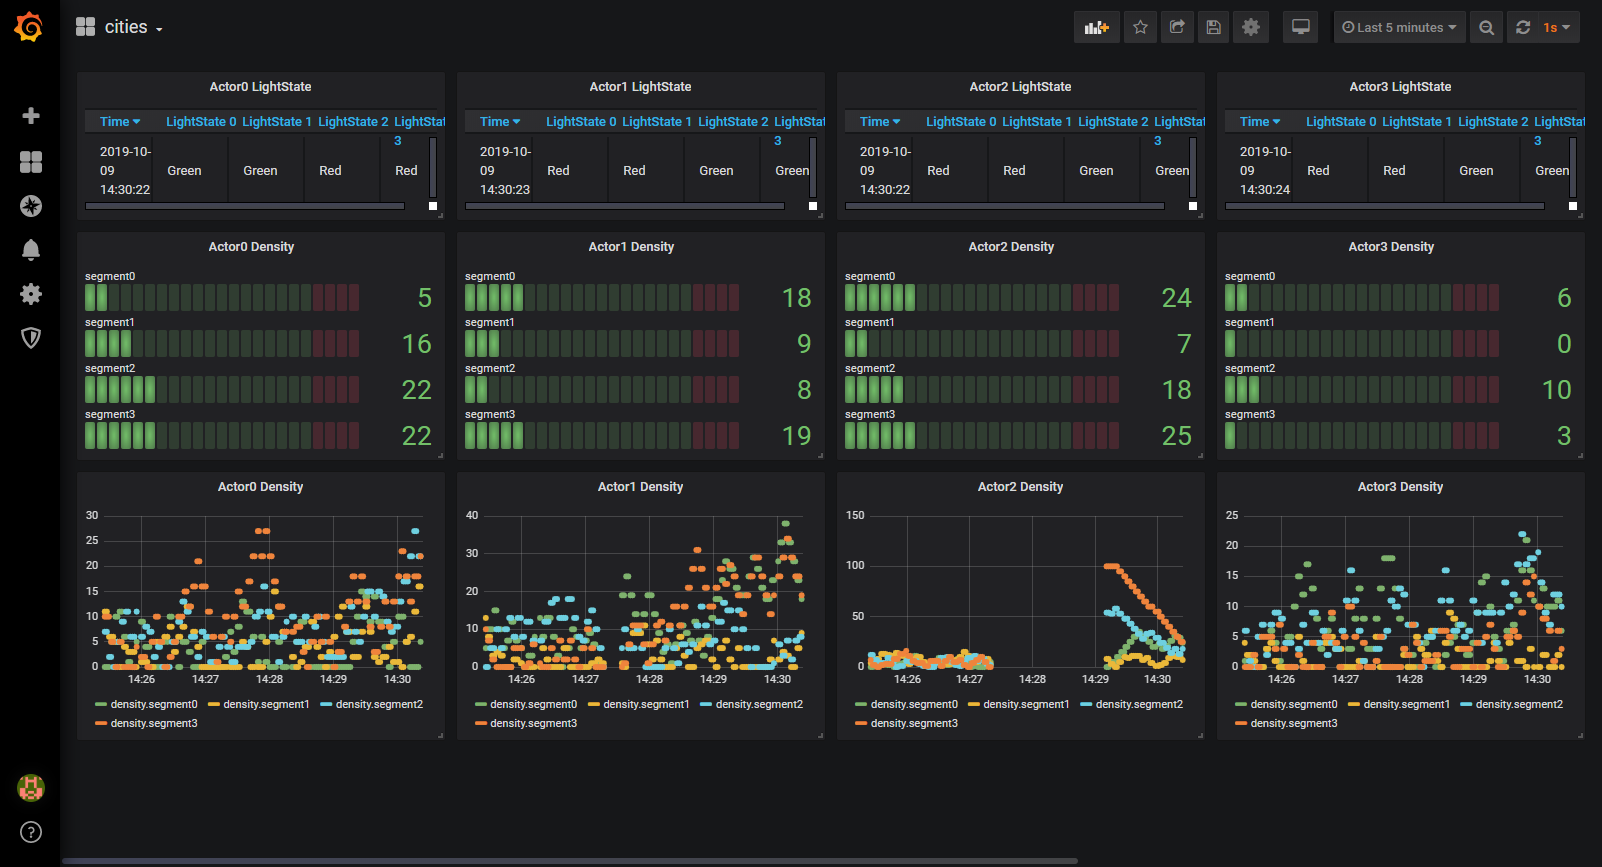 cities
Last 5 minutes
1s
Actor0 LightState
Time LightState 0 LightState 1 LightState 2 LightStat
3
2019-10-
09
14:30:22
Green Green Red Red
Actor1 LightState
Time LightState 0 LightState 1 LightState 2 LightStat
3
2019-10-
09
14:30:23
Red Red Green Green
Actor2 LightState
Time LightState 0 LightState 1 LightState 2 LightStat
3
2019-10-
09
14:30:22
Red Red Green Green
Actor3 LightState
Time LightState 0 LightState 1 LightState 2 LightStat
3
2019-10-
09
14:30:24
Red Red Green Green
Actor0 Density
segment0
5
segment1
16
segment2
22
segment3
22
Actor1 Density
segment0
18
segment1
9
segment2
8
segment3
19
Actor2 Density
segment0
24
segment1
7
segment2
18
segment3
25
Actor3 Density
segment0
6
segment1
0
segment2
10
segment3
3
Actor0 Density
30
25
20
15
10
5
0
14:26 14:27 14:28 14:29 14:30
density.segment0 density.segment1 density.segment2
density.segment3
Actor1 Density
40
30
20
10
0
14:26 14:27 14:28 14:29 14:30
density.segment0 density.segment1 density.segment2
density.segment3
Actor2 Density
150
100
50
0
14:26 14:27 14:28 14:29 14:30
density.segment0 density.segment1 density.segment2
density.segment3
Actor3 Density
25
20
15
10
5
0
14:26 14:27 14:28 14:29 14:30
density.segment0 density.segment1 density.segment2
density.segment3